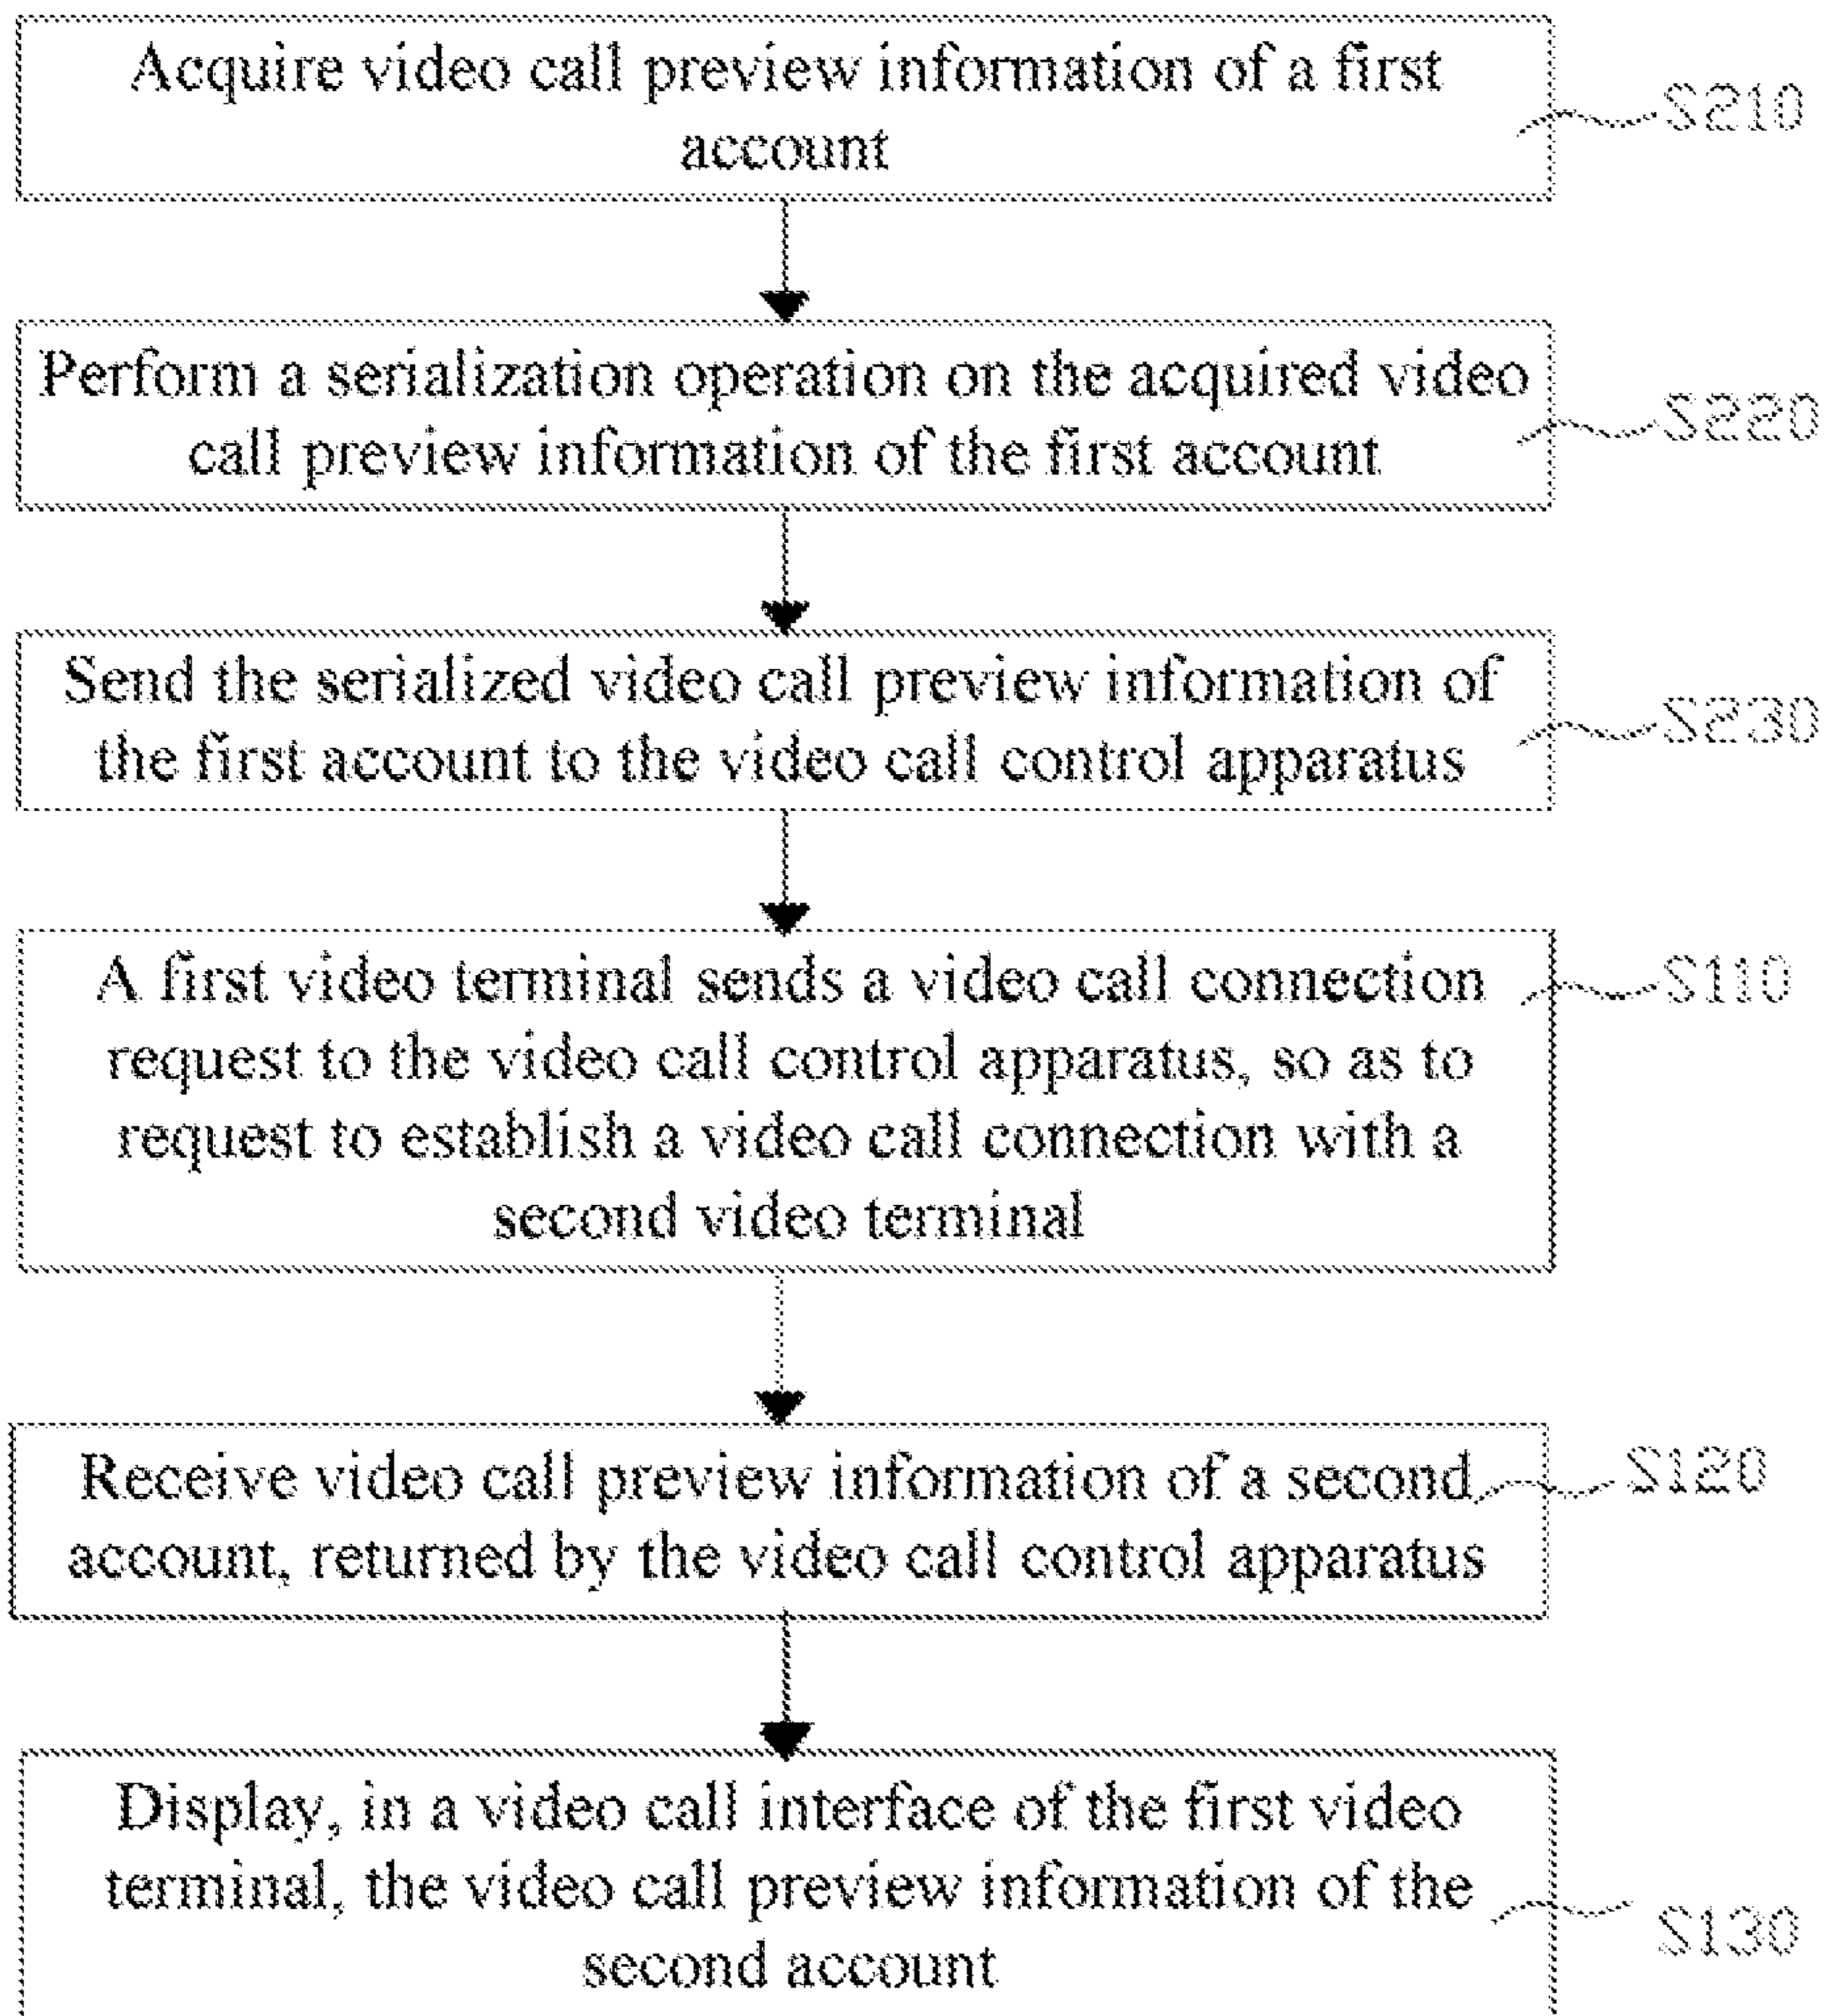 Acquire video call preview information of a first
account
S210
Perform a serialization operation on the acquired video
call preview information of the first account
S220
Send the serialized video call preview information of
the first account to the video call control apparatus
S230
A first video terminal sends a video call connection
request to the video call control apparatus, so as to
request to establish a video call connection with a
second video terminal
S110
Receive video call preview information of a second
account, returned by the video call control apparatus
S120
Display, in a video call interface of the first video
terminal, the video call preview information of the
second account
S130